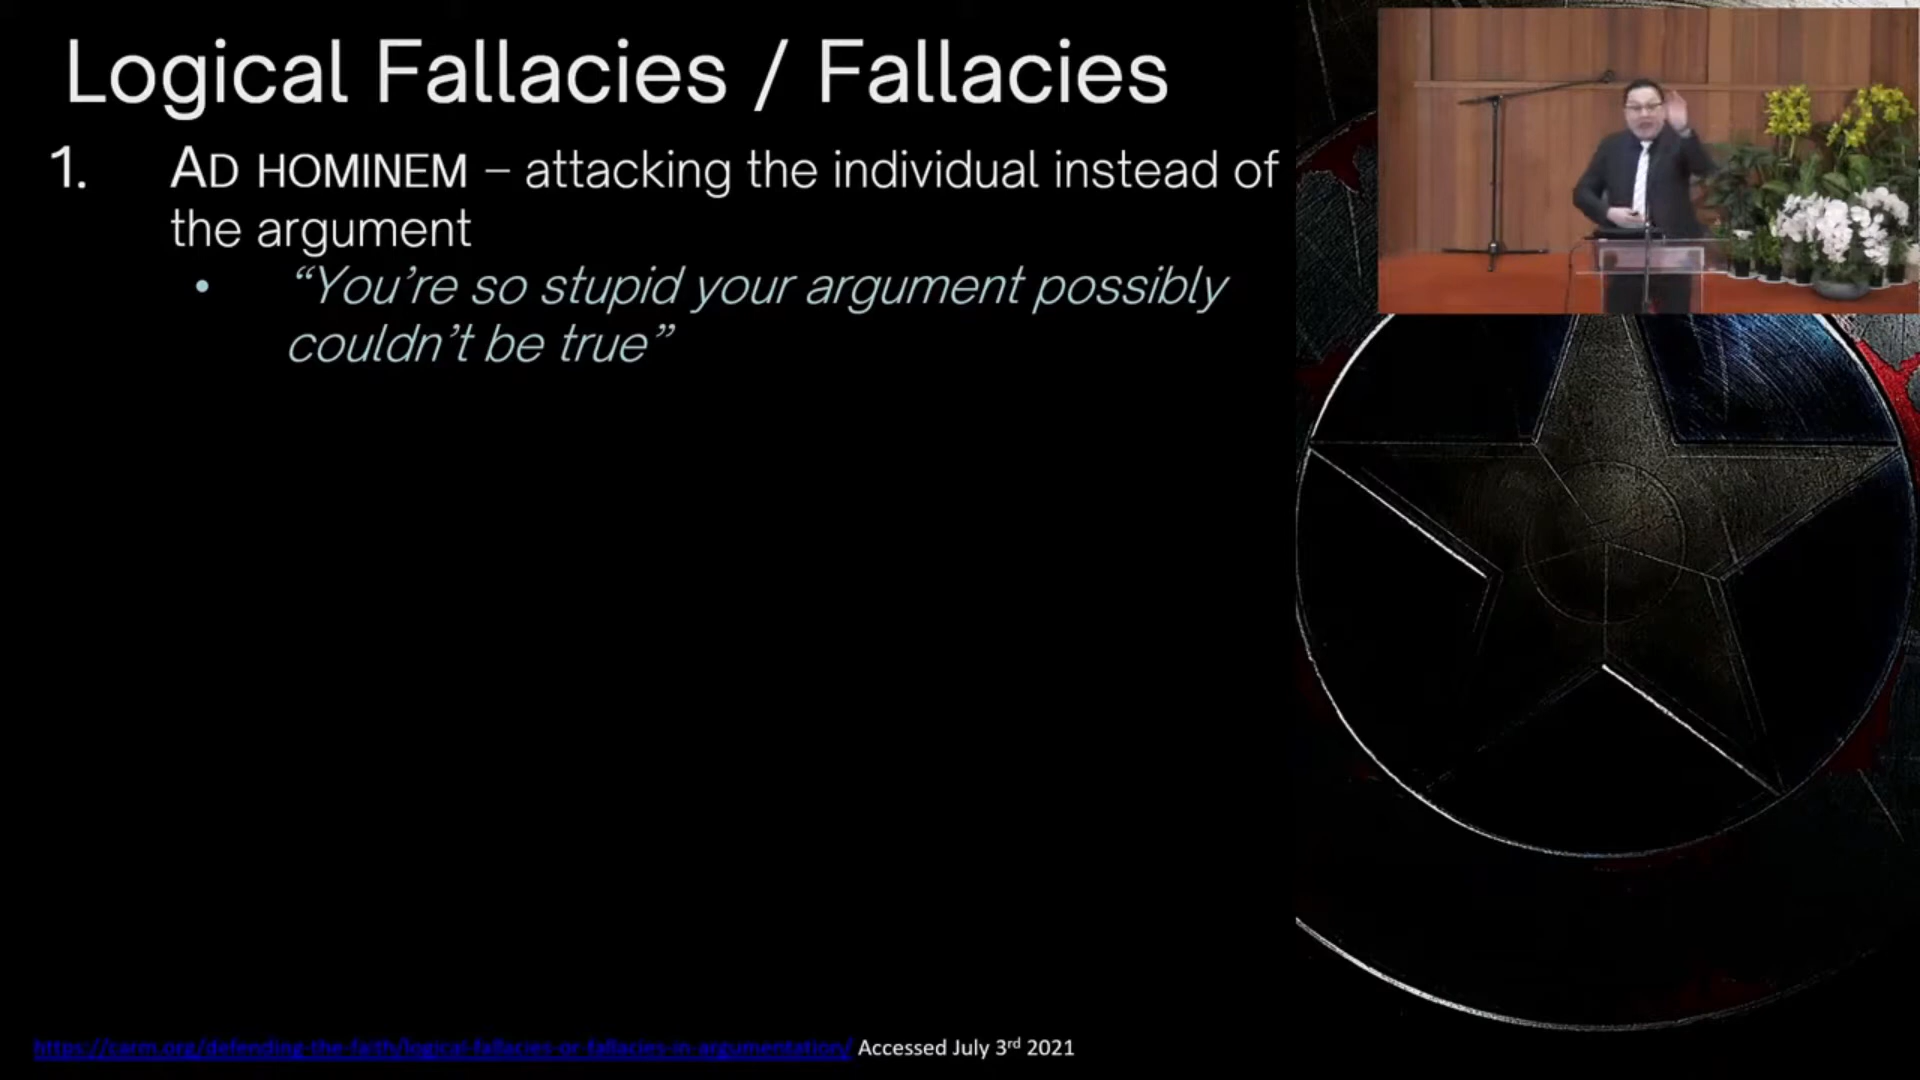 Logical Fallacies / Fallacies
1. AD HOMINEM – attacking the individual instead of
the argument
• “You’re so stupid your argument possibly
couldn’t be true”
https://carm.org/defending-the-faith/logical-fallacies-or-fallacies-in-argumentation/ Accessed July 3rd 2021